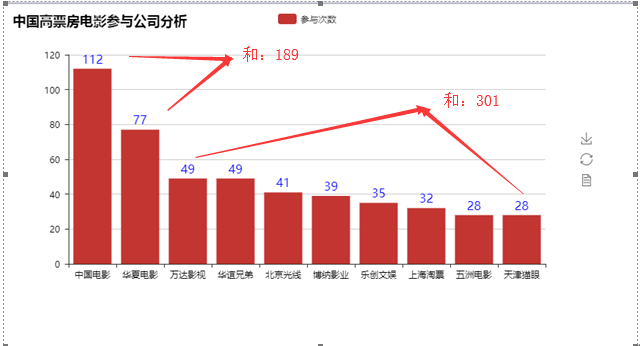 中国高票房电影参与公司分析
参与次数
和：189
和：301
120
100
80
60
40
20
0
112
77
49
49
41
39
35
32
28
28
中国电影
华夏电影
万达影视
华谊兄弟
北京光线
博纳影业
乐创文娱
上海淘票
五洲电影
天津猫眼